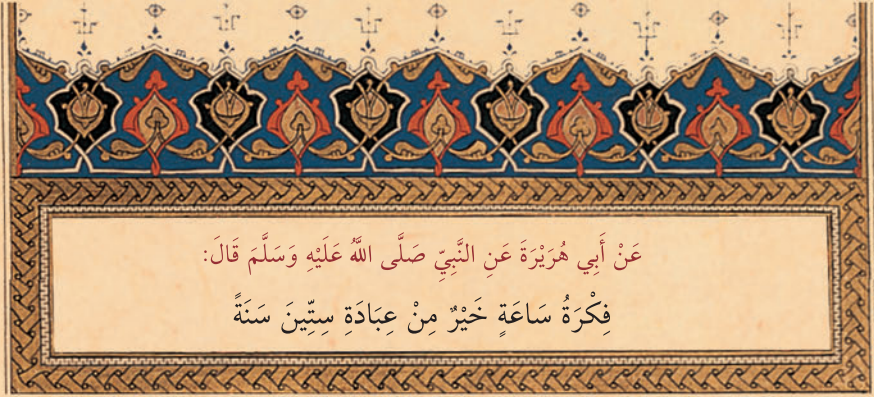 عَنْ أَبِي هُرَيْرَةَ عَنِ النَّبِيِّ صَلَّى اللَّهُ عَلَيْهِ وَسَلَّمَ قَالَ:
فِكْرَةُ سَاعَةٍ خَيْرٌ مِنْ عِبَادَةِ سِتِّينَ سَنَةً